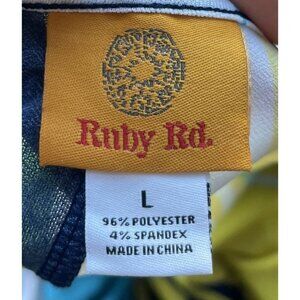 Ruby Rd.
L
96% POLYESTER
4% SPANDEX
MADE IN CHINA